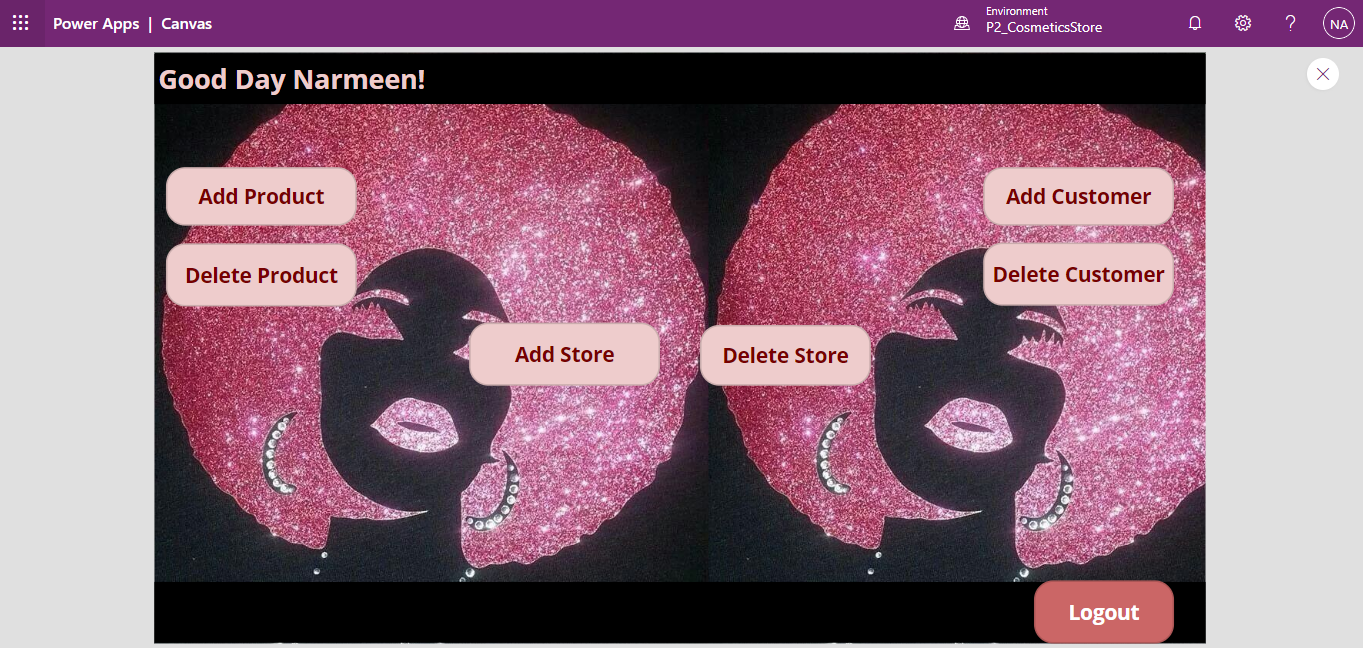 Power Apps | Canvas
Environment
P2_CosmeticsStore
NA
Good Day Narmeen!
Add Product
Add Customer
Delete Product
Delete Customer
Add Store
Delete Store
Logout